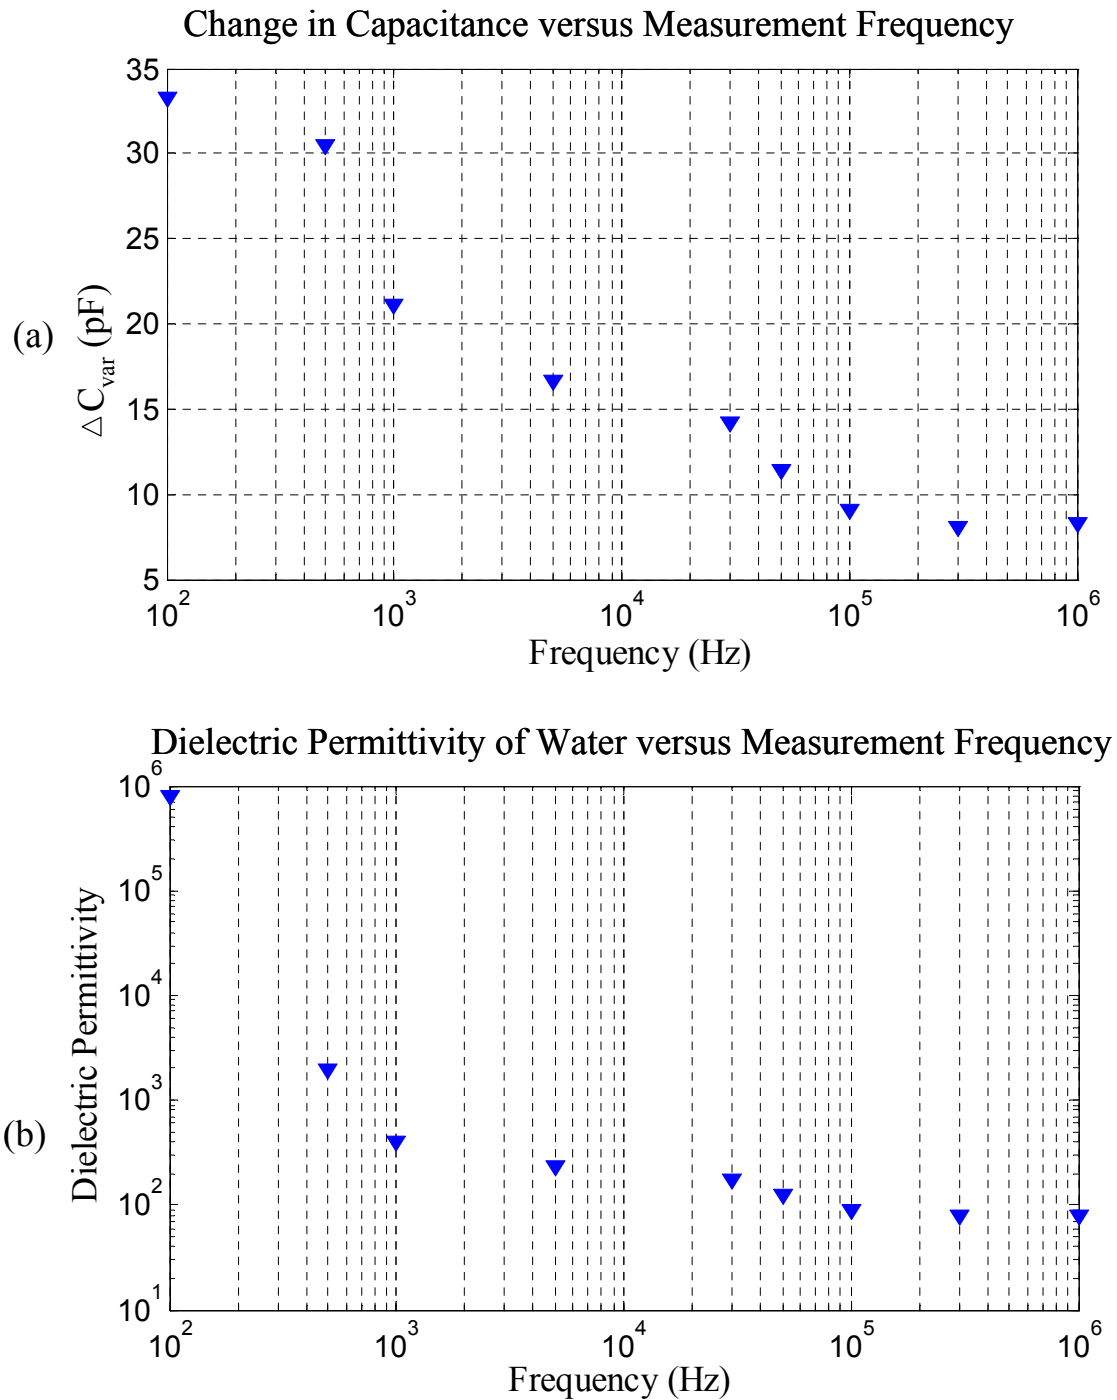 Change in Capacitance versus Measurement Frequency
35
30
25
20
15
10
5
(a)
△C_var (pF)
10^2 10^3 10^4 10^5 10^6
Frequency (Hz)
Dielectric Permittivity of Water versus Measurement Frequency
10^6
10^5
10^4
10^3
10^2
10^1
(b)
Dielectric Permittivity
10^2 10^3 10^4 10^5 10^6
Frequency (Hz)